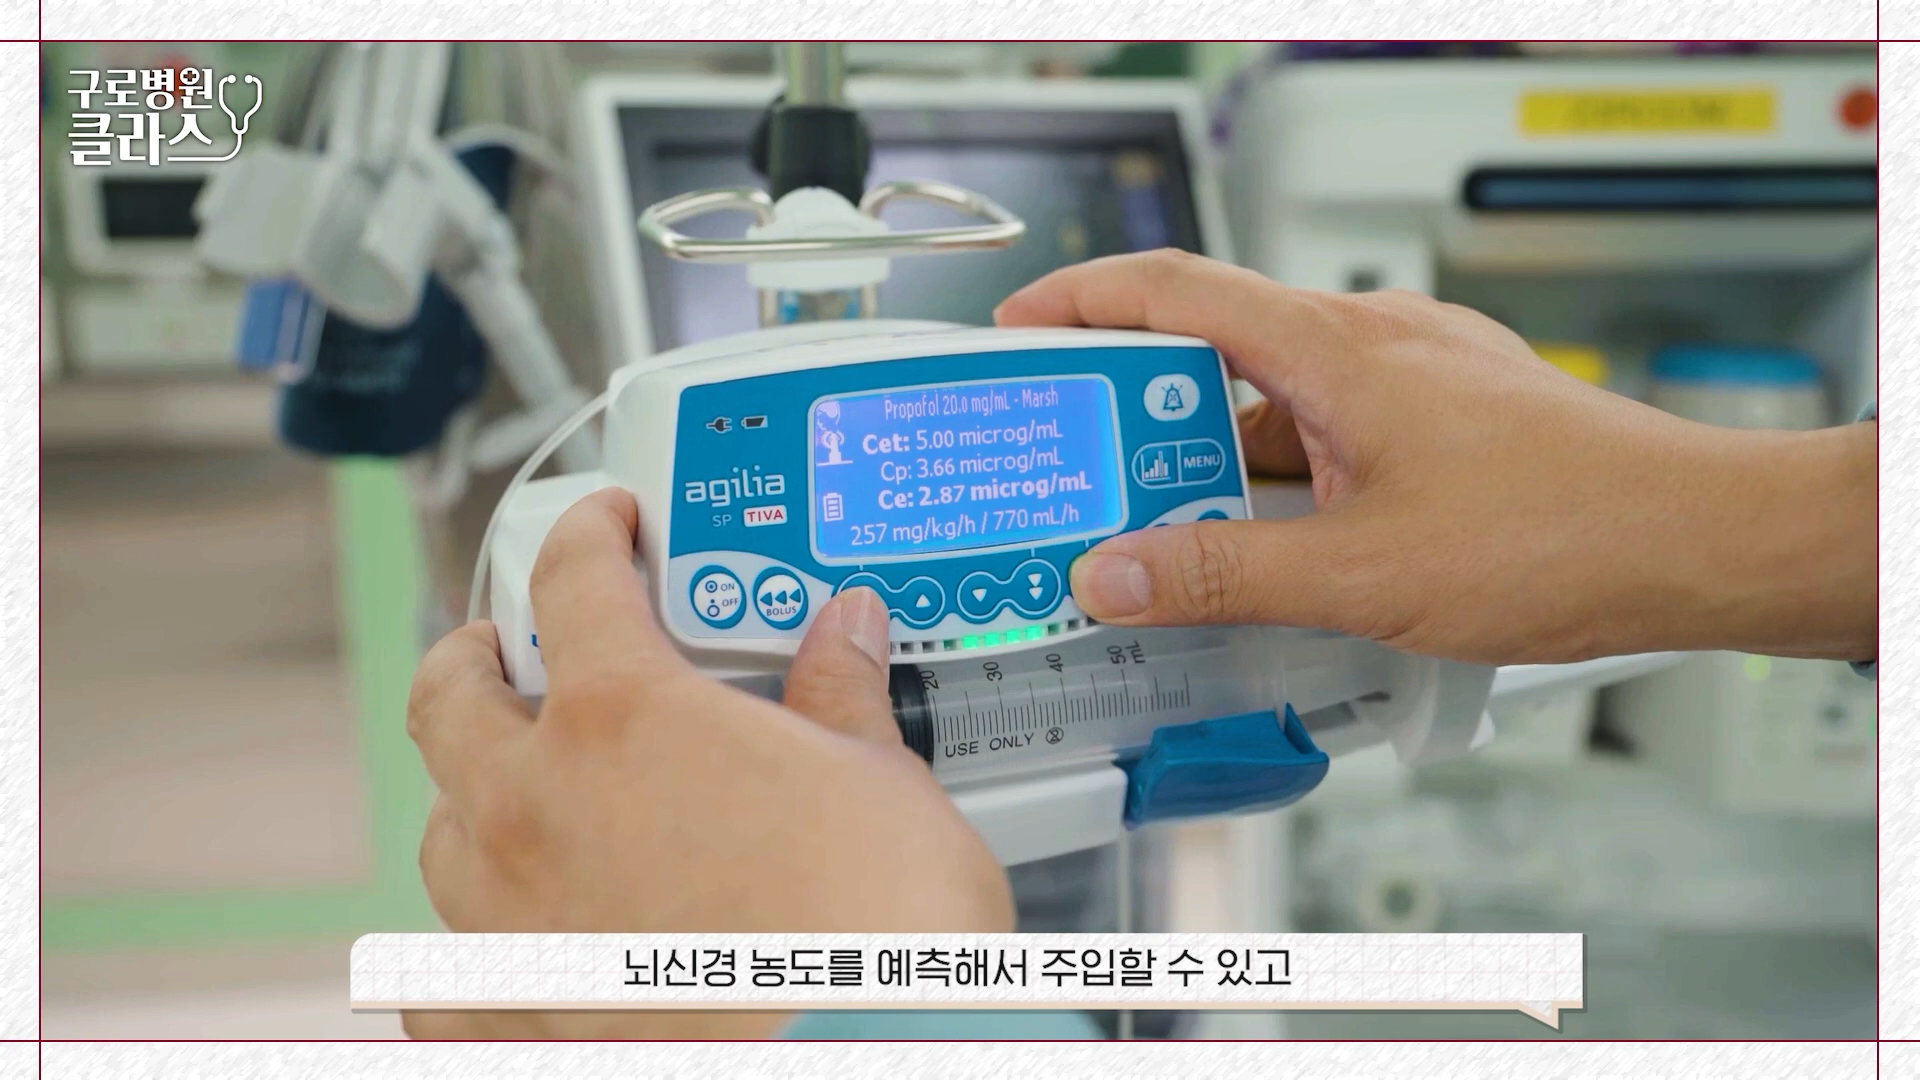 구로병원
클라스
Propofol 20.0 mg/mL - Marsh
Cet: 5.00 microg/mL
Cp: 3.66 microg/mL
Ce: 2.87 microg/mL
257 mg/kg/h / 770 mL/h
MENU
agilia
SP TIVA
ON
OFF
BOLUS
20 30 40 50 mL
USE ONLY
뇌신경 농도를 예측해서 주입할 수 있고